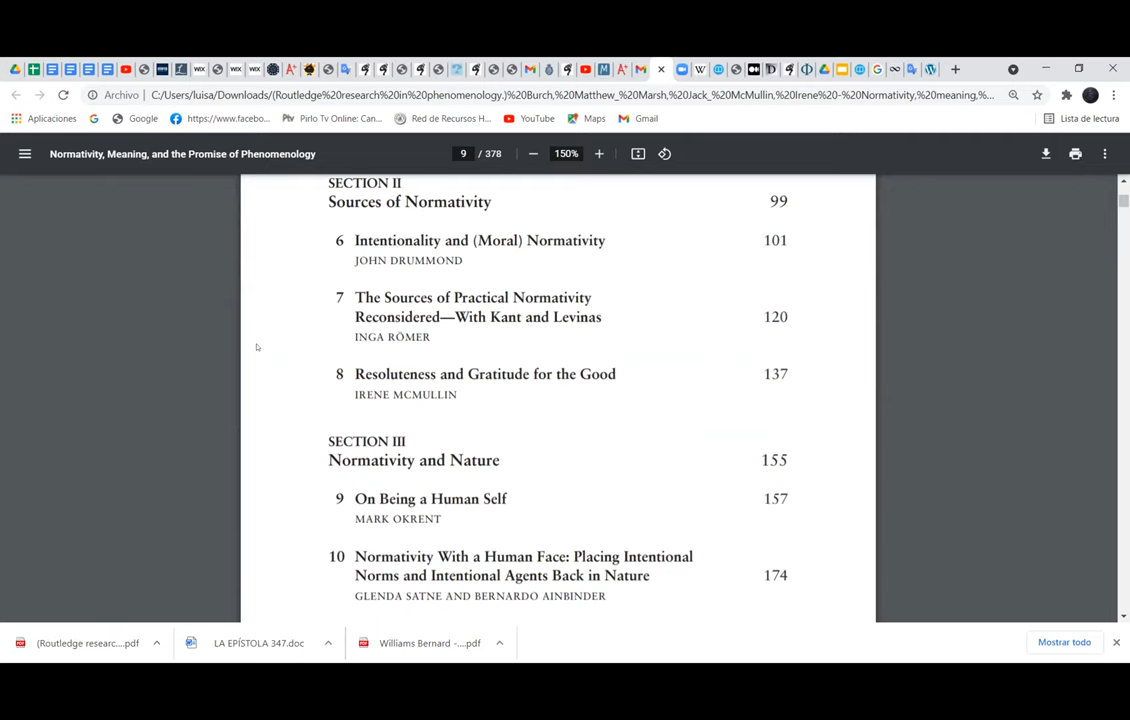 Archivo
C:/Users/luisa/Downloads/(Routledge%20research%20in%20phenomenology.)%20Burch,%20Matthew_%20Marsh,%20Jack_%20McMullin,%20Irene%20-%20Normativity,%20meaning,%...
Aplicaciones
Google
https://www.facebo...
Pirlo Tv Online: Can...
Red de Recursos H...
YouTube
Maps
Gmail
Lista de lectura
Normativity, Meaning, and the Promise of Phenomenology
9 / 378
150%
SECTION II
Sources of Normativity 99
6 Intentionality and (Moral) Normativity 101
JOHN DRUMMOND
7 The Sources of Practical Normativity
Reconsidered—With Kant and Levinas 120
INGA RÖMER
8 Resoluteness and Gratitude for the Good 137
IRENE MCMULLIN
SECTION III
Normativity and Nature 155
9 On Being a Human Self 157
MARK OKRENT
10 Normativity With a Human Face: Placing Intentional
Norms and Intentional Agents Back in Nature 174
GLENDA SATNE AND BERNARDO AINBINDER
(Routledge researc....pdf
LA EPÍSTOLA 347.doc
Williams Bernard -....pdf
Mostrar todo